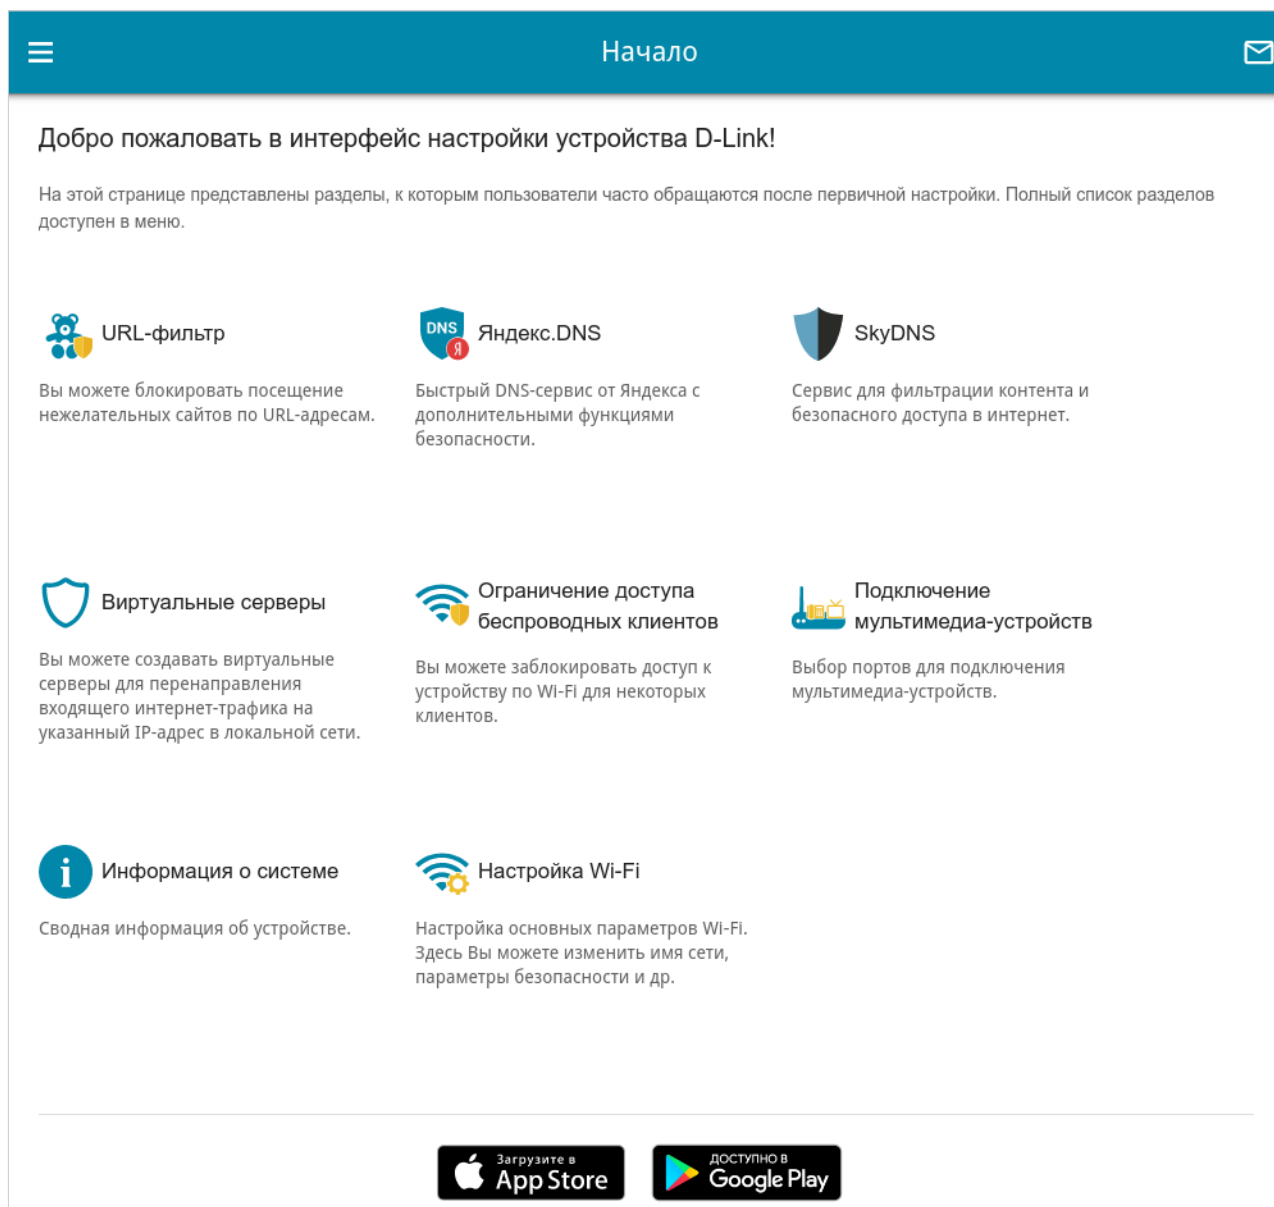 Начало
Добро пожаловать в интерфейс настройки устройства D-Link!
На этой странице представлены разделы, к которым пользователи часто обращаются после первичной настройки. Полный список разделов
доступен в меню.
URL-фильтр
Вы можете блокировать посещение
нежелательных сайтов по URL-адресам.
DNS
Я
Яндекс.DNS
Быстрый DNS-сервис от Яндекса с
дополнительными функциями
безопасности.
SkyDNS
Сервис для фильтрации контента и
безопасного доступа в интернет.
Виртуальные серверы
Вы можете создавать виртуальные
серверы для перенаправления
входящего интернет-трафика на
указанный IP-адрес в локальной сети.
Ограничение доступа
беспроводных клиентов
Вы можете заблокировать доступ к
устройству по Wi-Fi для некоторых
клиентов.
Подключение
мультимедиа-устройств
Выбор портов для подключения
мультимедиа-устройств.
i
Информация о системе
Сводная информация об устройстве.
Настройка Wi-Fi
Настройка основных параметров Wi-Fi.
Здесь Вы можете изменить имя сети,
параметры безопасности и др.
Загрузите в
App Store
ДОСТУПНО В
Google Play